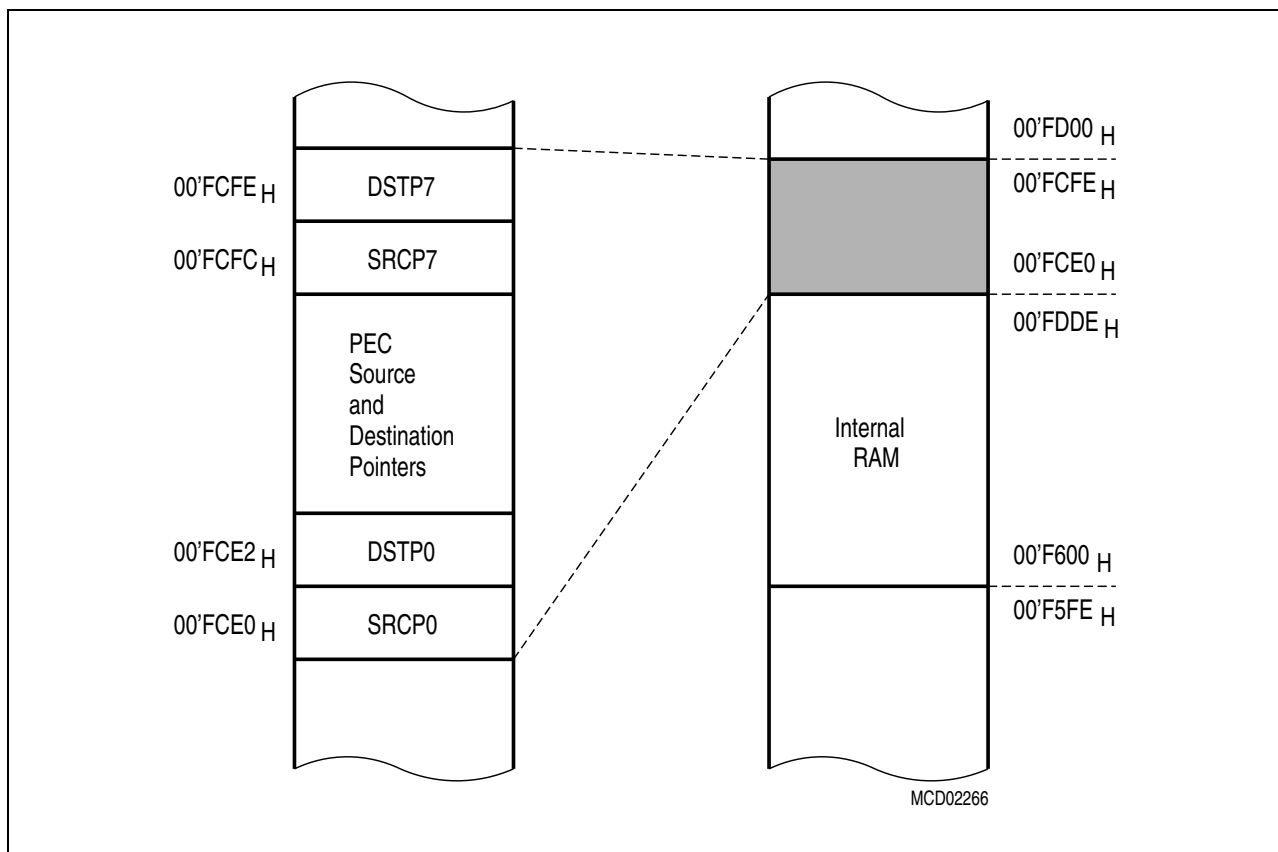 00'FCFE H
DSTP7
00'FCFC H
SRCP7
PEC
Source
and
Destination
Pointers
00'FCE2 H
DSTP0
00'FCE0 H
SRCP0
00'FD00 H
00'FCFE H
00'FCE0 H
00'FDDE H
Internal
RAM
00'F600 H
00'F5FE H
MCD02266